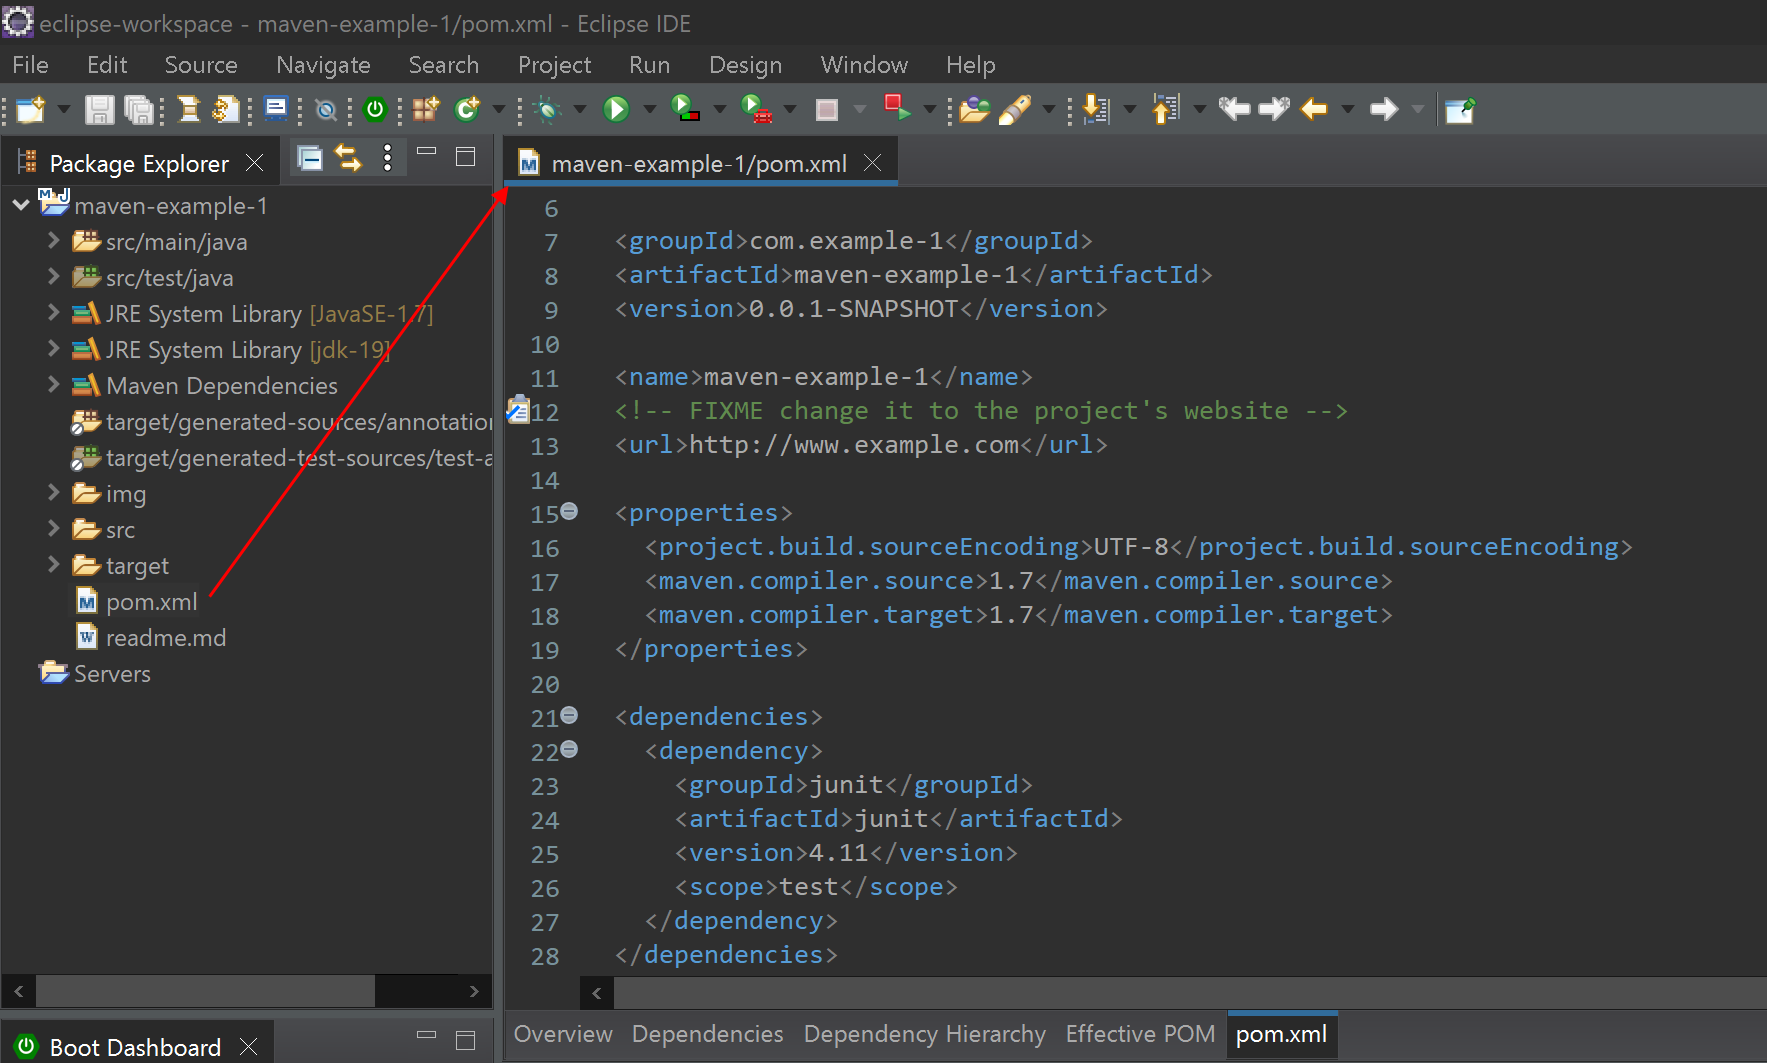 eclipse-workspace - maven-example-1/pom.xml - Eclipse IDE
File Edit Source Navigate Search Project Run Design Window Help
Package Explorer
maven-example-1
src/main/java
src/test/java
JRE System Library [JavaSE-1.7]
JRE System Library [jdk-19]
Maven Dependencies
target/generated-sources/annotation
target/generated-test-sources/test-a
img
src
target
pom.xml
readme.md
Servers
Boot Dashboard
maven-example-1/pom.xml
6
7 <groupId>com.example-1</groupId>
8 <artifactId>maven-example-1</artifactId>
9 <version>0.0.1-SNAPSHOT</version>
10
11 <name>maven-example-1</name>
12 <!-- FIXME change it to the project's website -->
13 <url>http://www.example.com</url>
14
15 <properties>
16 <project.build.sourceEncoding>UTF-8</project.build.sourceEncoding>
17 <maven.compiler.source>1.7</maven.compiler.source>
18 <maven.compiler.target>1.7</maven.compiler.target>
19 </properties>
20
21 <dependencies>
22 <dependency>
23 <groupId>junit</groupId>
24 <artifactId>junit</artifactId>
25 <version>4.11</version>
26 <scope>test</scope>
27 </dependency>
28 </dependencies>
Overview Dependencies Dependency Hierarchy Effective POM pom.xml